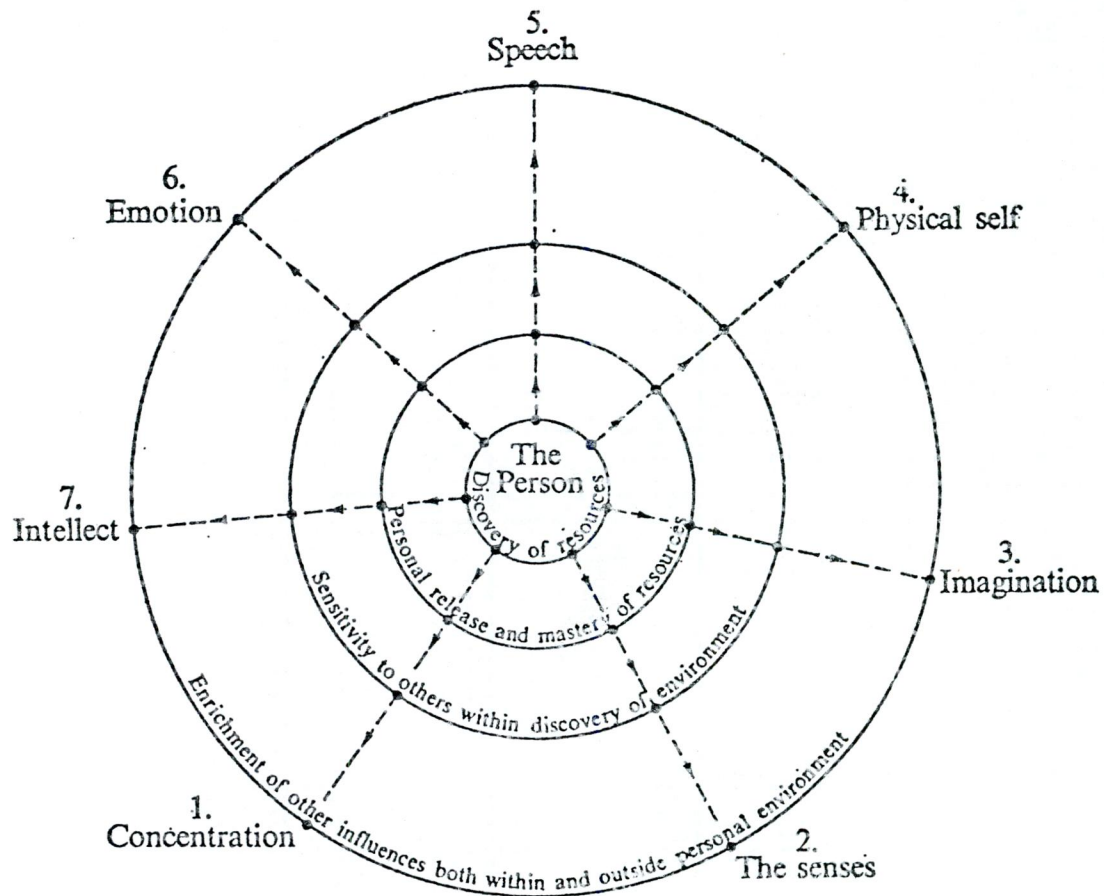 5.
Speech
6.
Emotion
4.
Physical self
The
Person
Discovery of resources
7.
Intellect
Personal release and mastery of resources
3.
Imagination
Sensitivity to others within discovery of environment
Enrichment of other influences both within and outside personal environment
1.
Concentration
2.
The senses